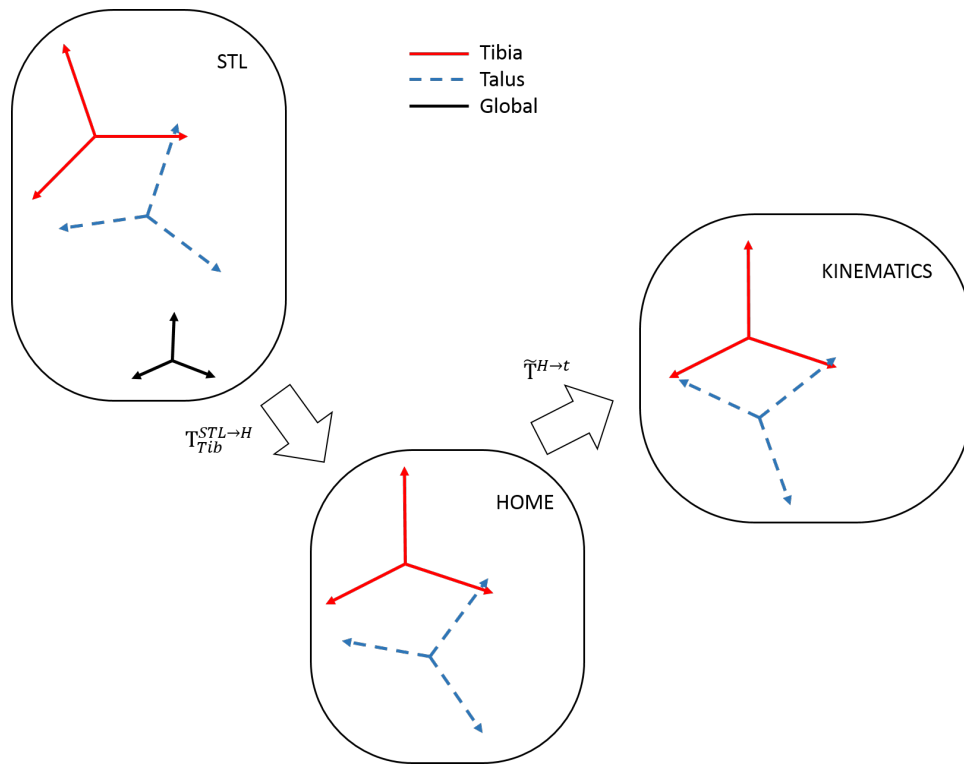 STL
Tibia
Talus
Global
KINEMATICS
T̃^{H→t}
T_{Tib}^{STL→H}
HOME